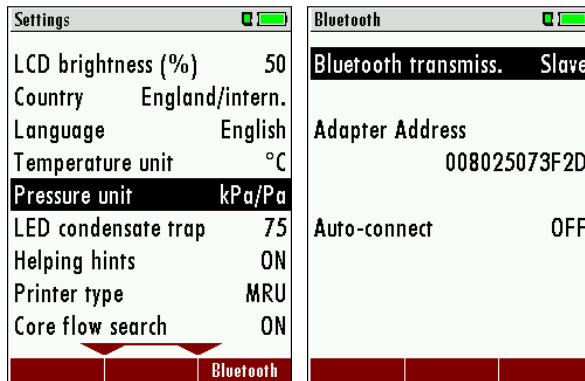 Settings
LCD brightness (%) 50
Country England/intern.
Language English
Temperature unit °C
Pressure unit kPa/Pa
LED condensate trap 75
Helping hints ON
Printer type MRU
Core flow search ON
Bluetooth
Bluetooth
Bluetooth transmiss. Slave
Adapter Address
008025073F2D
Auto-connect OFF